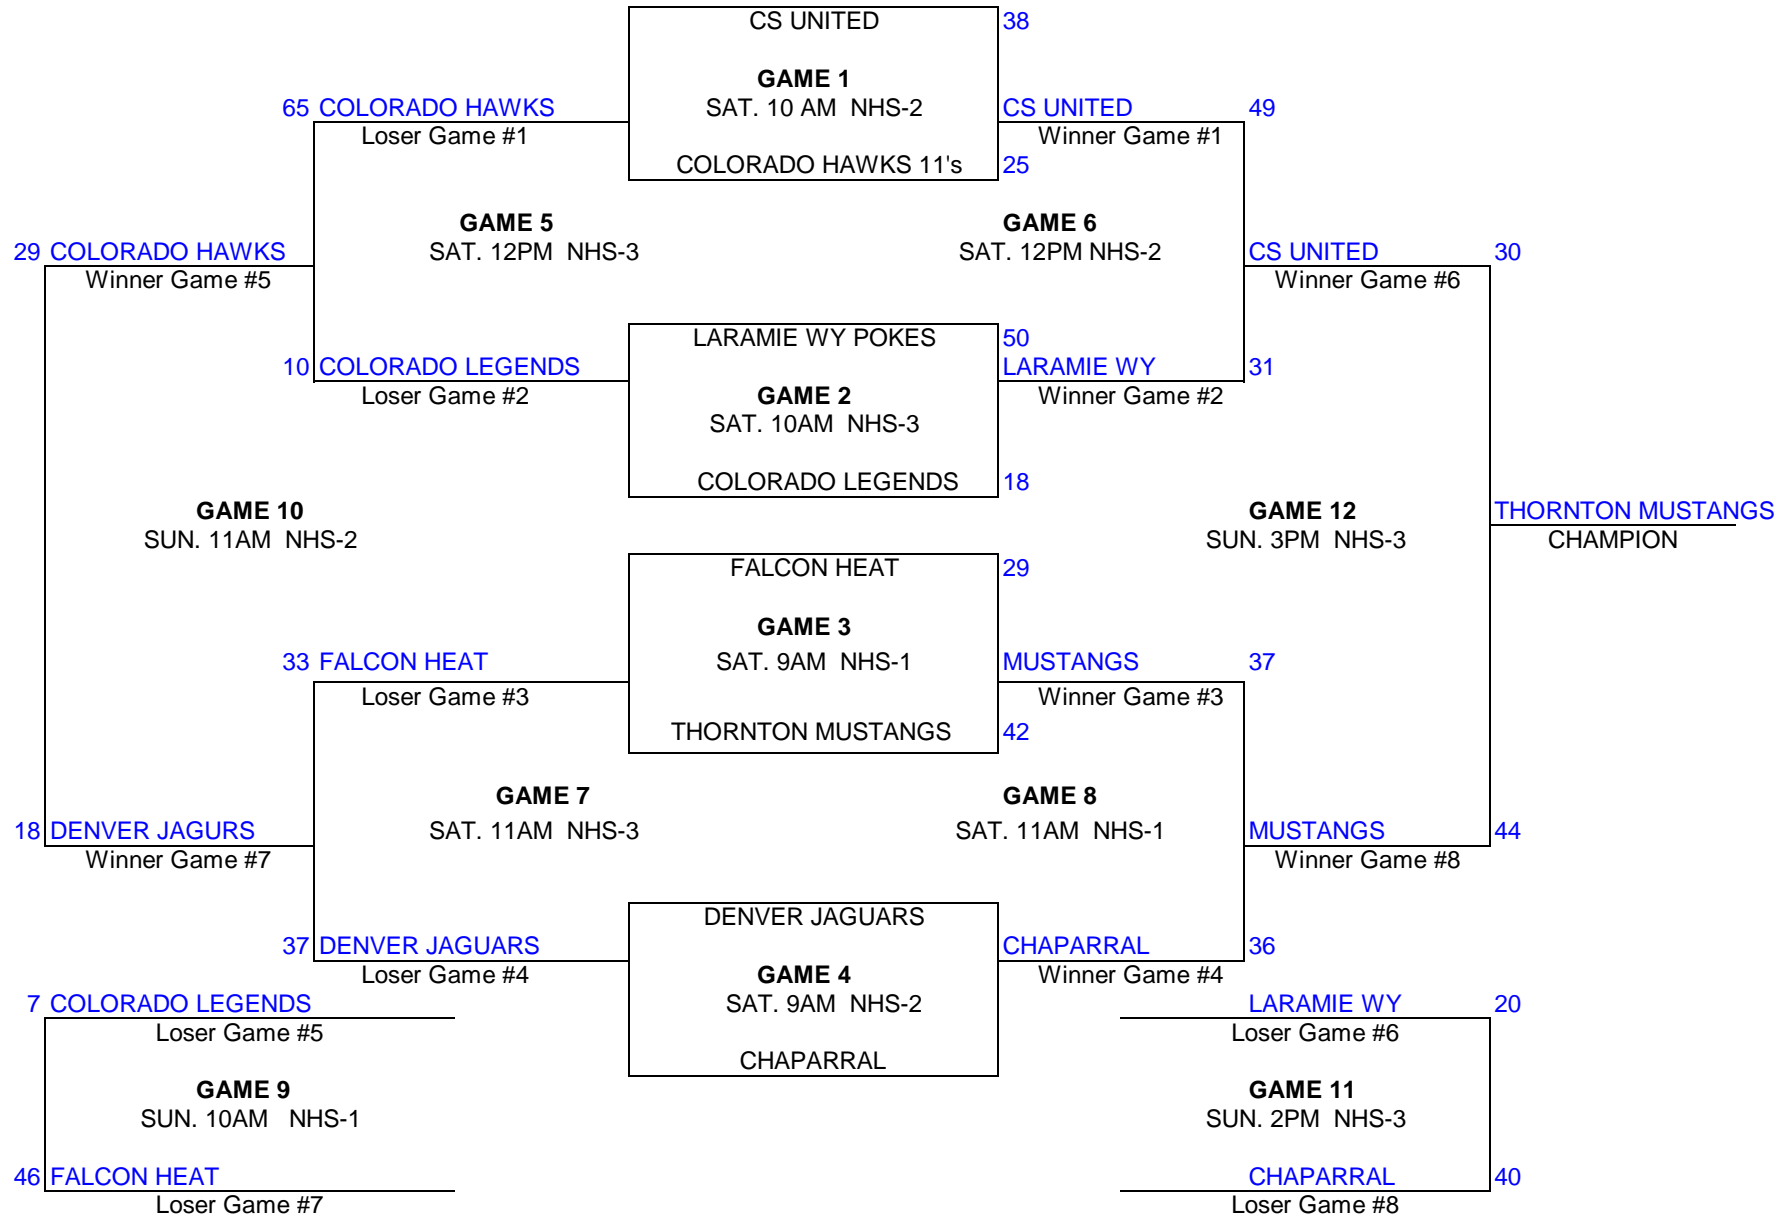 CS UNITED 38
GAME 1
65 COLORADO HAWKS SAT. 10 AM NHS-2 CS UNITED 49
Loser Game #1 Winner Game #1
COLORADO HAWKS 11's 25
GAME 5 GAME 6
29 COLORADO HAWKS SAT. 12PM NHS-3 SAT. 12PM NHS-2 CS UNITED 30
Winner Game #5 Winner Game #6
LARAMIE WY POKES 50
10 COLORADO LEGENDS LARAMIE WY 31
Loser Game #2 GAME 2 Winner Game #2
SAT. 10AM NHS-3
COLORADO LEGENDS 18
GAME 10 GAME 12 THORNTON MUSTANGS
SUN. 11AM NHS-2 SUN. 3PM NHS-3 CHAMPION
FALCON HEAT 29
GAME 3
33 FALCON HEAT SAT. 9AM NHS-1 MUSTANGS 37
Loser Game #3 Winner Game #3
THORNTON MUSTANGS 42
GAME 7 GAME 8
18 DENVER JAGURS SAT. 11AM NHS-3 SAT. 11AM NHS-1 MUSTANGS 44
Winner Game #7 Winner Game #8
DENVER JAGUARS
37 DENVER JAGUARS CHAPARRAL 36
Loser Game #4 GAME 4 Winner Game #4
7 COLORADO LEGENDS SAT. 9AM NHS-2 LARAMIE WY 20
Loser Game #5 Loser Game #6
CHAPARRAL
GAME 9 GAME 11
SUN. 10AM NHS-1 SUN. 2PM NHS-3
46 FALCON HEAT CHAPARRAL 40
Loser Game #7 Loser Game #8